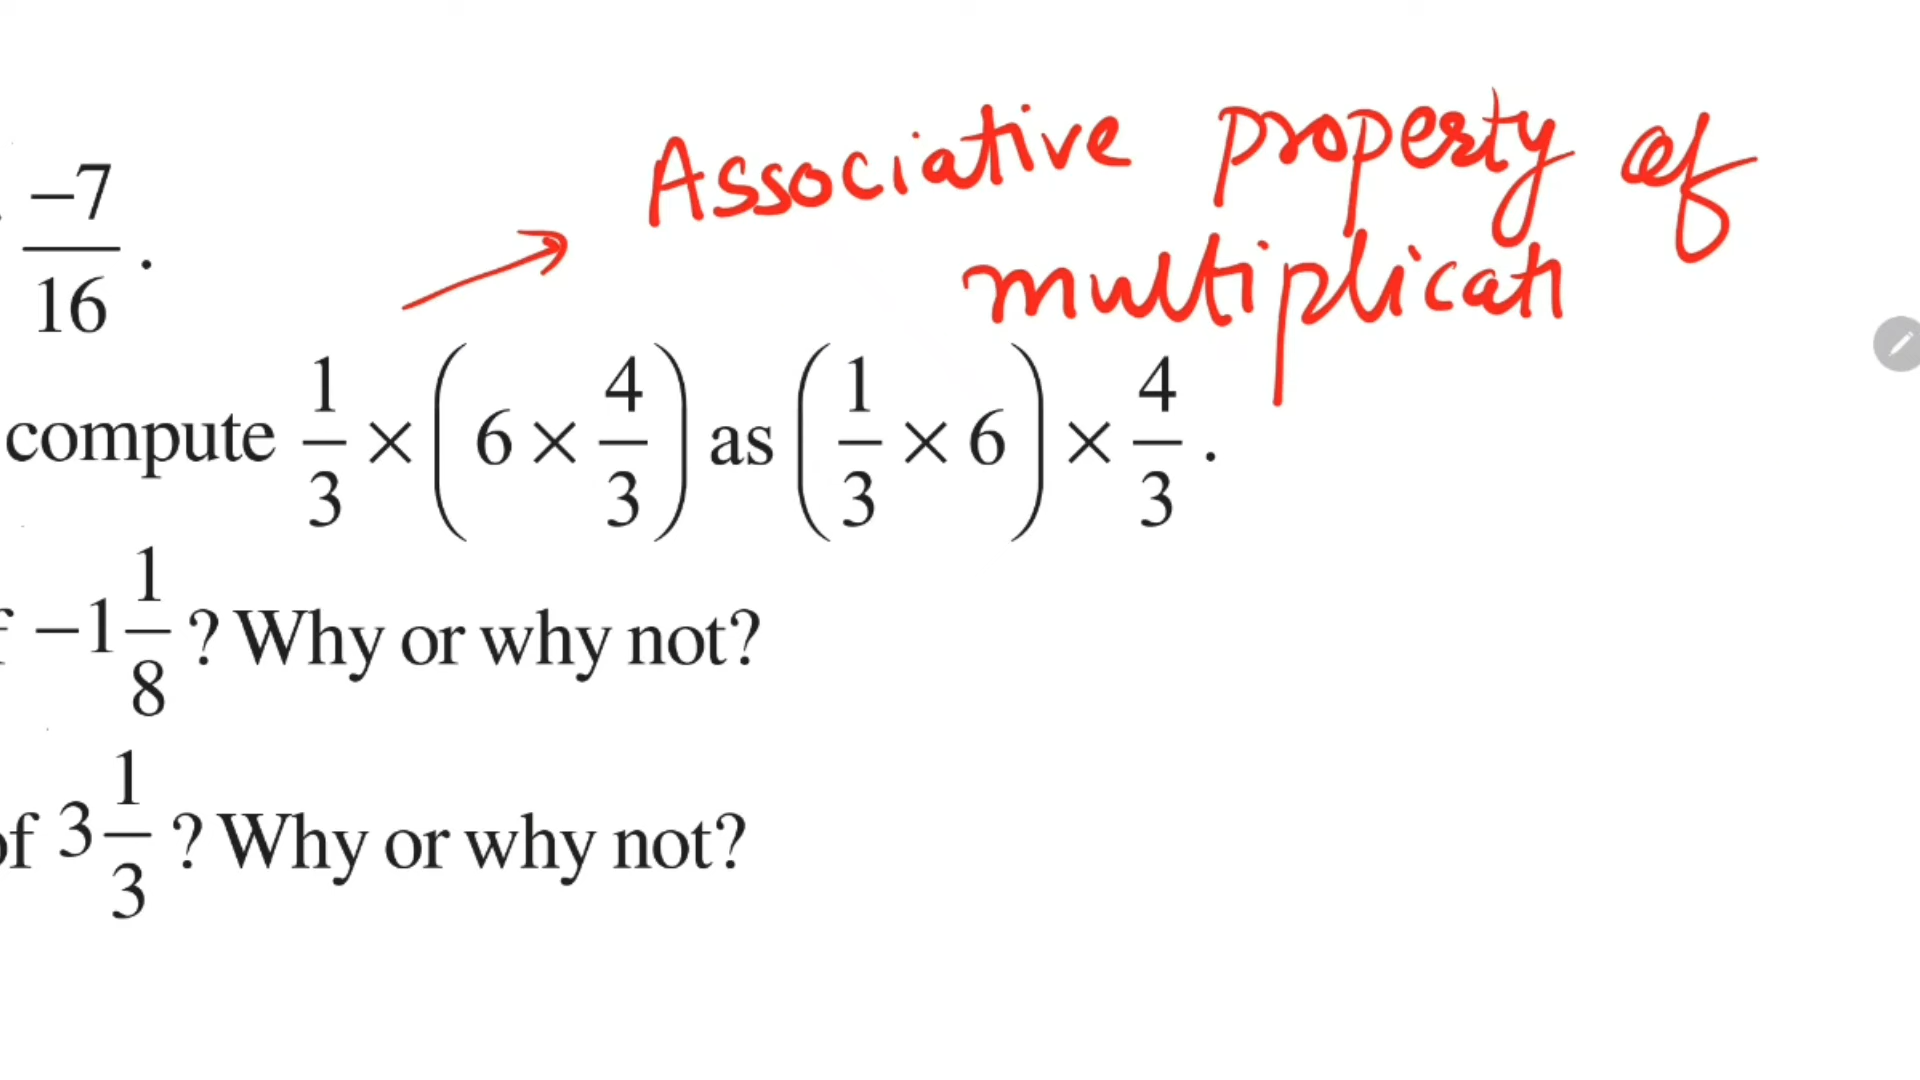 Associative property of
multiplicati
-7/16.
compute 1/3 × (6 × 4/3) as (1/3 × 6) × 4/3.
-1 1/8? Why or why not?
of 3 1/3? Why or why not?